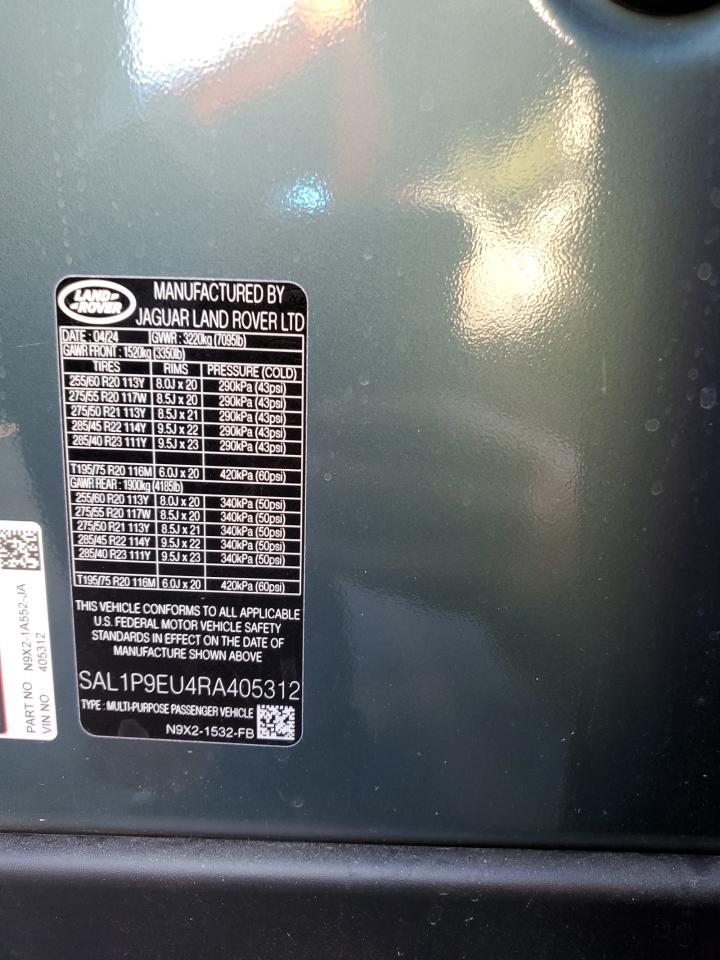 LAND ROVER
MANUFACTURED BY
JAGUAR LAND ROVER LTD
DATE : 04/24 GVWR : 3220kg (7095lb)
GAWR FRONT : 1520kg (3350lb)
TIRES RIMS PRESSURE (COLD)
255/60 R20 113Y 8.0J x 20 290kPa (43psi)
275/55 R20 117W 8.5J x 20 290kPa (43psi)
275/50 R21 113Y 8.5J x 21 290kPa (43psi)
285/45 R22 114Y 9.5J x 22 290kPa (43psi)
285/40 R23 111Y 9.5J x 23 290kPa (43psi)
T195/75 R20 116M 6.0J x 20 420kPa (60psi)
GAWR REAR : 1900kg (4185lb)
255/60 R20 113Y 8.0J x 20 340kPa (50psi)
275/55 R20 117W 8.5J x 20 340kPa (50psi)
275/50 R21 113Y 8.5J x 21 340kPa (50psi)
285/45 R22 114Y 9.5J x 22 340kPa (50psi)
285/40 R23 111Y 9.5J x 23 340kPa (50psi)
T195/75 R20 116M 6.0J x 20 420kPa (60psi)
THIS VEHICLE CONFORMS TO ALL APPLICABLE
U.S. FEDERAL MOTOR VEHICLE SAFETY
STANDARDS IN EFFECT ON THE DATE OF
MANUFACTURE SHOWN ABOVE
SAL1P9EU4RA405312
TYPE : MULTI-PURPOSE PASSENGER VEHICLE
N9X2-1532-FB
PART NO N9X2-1A552-JA
VIN NO 405312